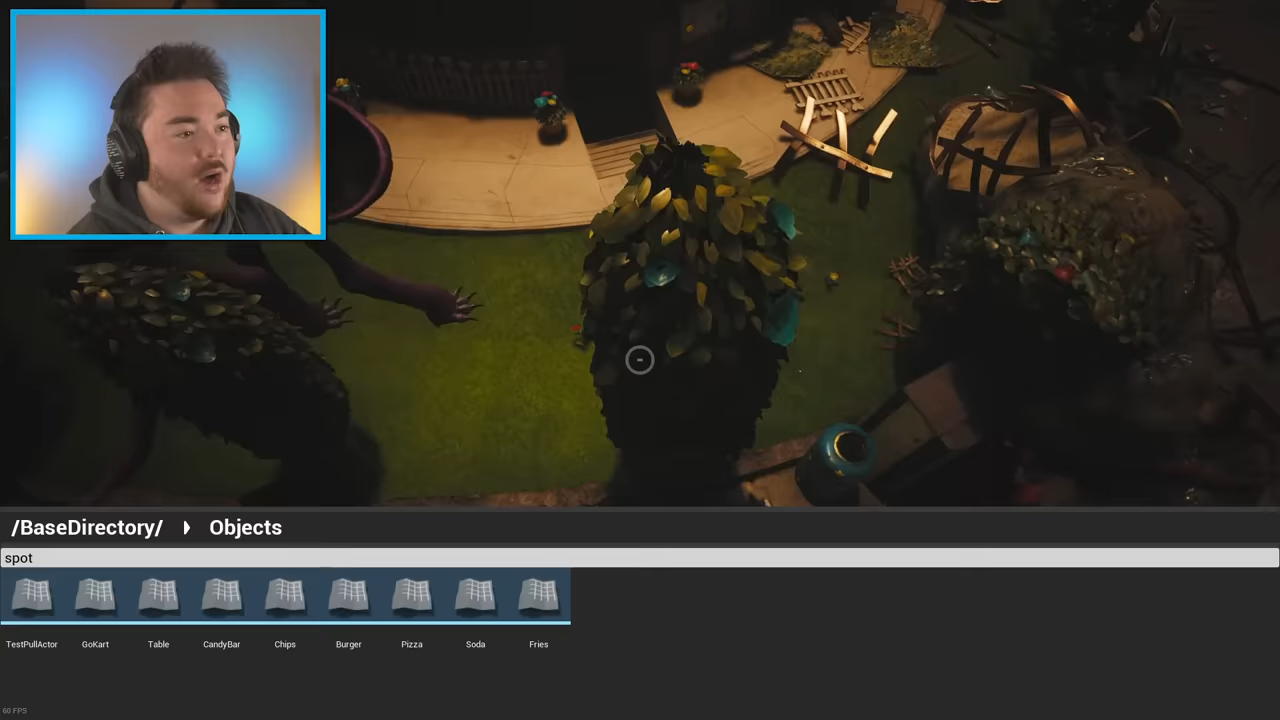 /BaseDirectory/ Objects
spot
TestPullActor GoKart Table CandyBar Chips Burger Pizza Soda Fries
60 FPS